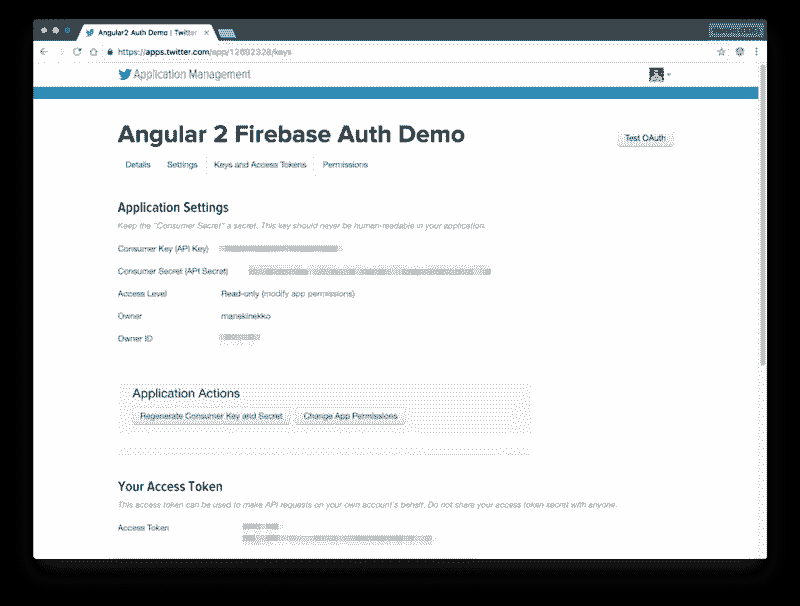 Angular2 Auth Demo | Twitter
https://apps.twitter.com/app/12692328/keys
Application Management
Angular 2 Firebase Auth Demo
Test OAuth
Details Settings Keys and Access Tokens Permissions
Application Settings
Keep the "Consumer Secret" a secret. This key should never be human-readable in your application.
Consumer Key (API Key)
Consumer Secret (API Secret)
Access Level Read-only (modify app permissions)
Owner manekinekko
Owner ID
Application Actions
Regenerate Consumer Key and Secret Change App Permissions
Your Access Token
This access token can be used to make API requests on your own account's behalf. Do not share your access token secret with anyone.
Access Token